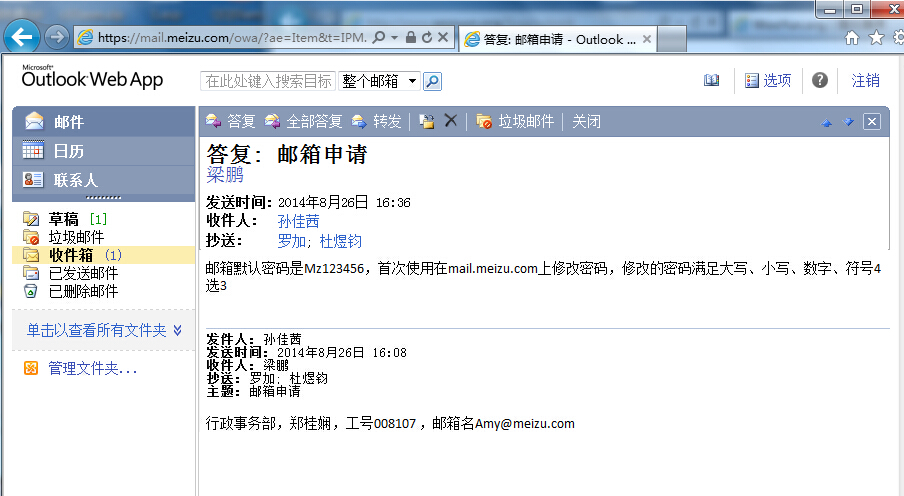 https://mail.meizu.com/owa/?ae=Item&t=IPM.
答复: 邮箱申请 - Outlook ...
Microsoft®
Outlook Web App
在此处键入搜索目标
整个邮箱
选项
注销
邮件
日历
联系人
草稿 [1]
垃圾邮件
收件箱 (1)
已发送邮件
已删除邮件
单击以查看所有文件夹
管理文件夹...
答复 全部答复 转发 垃圾邮件 关闭
答复: 邮箱申请
梁鹏
发送时间: 2014年8月26日 16:36
收件人: 孙佳茜
抄送: 罗加; 杜煜钧
邮箱默认密码是Mz123456，首次使用在mail.meizu.com上修改密码，修改的密码满足大写、小写、数字、符号4
选3
发件人: 孙佳茜
发送时间: 2014年8月26日 16:08
收件人: 梁鹏
抄送: 罗加; 杜煜钧
主题: 邮箱申请
行政事务部，郑桂娴，工号008107，邮箱名Amy@meizu.com